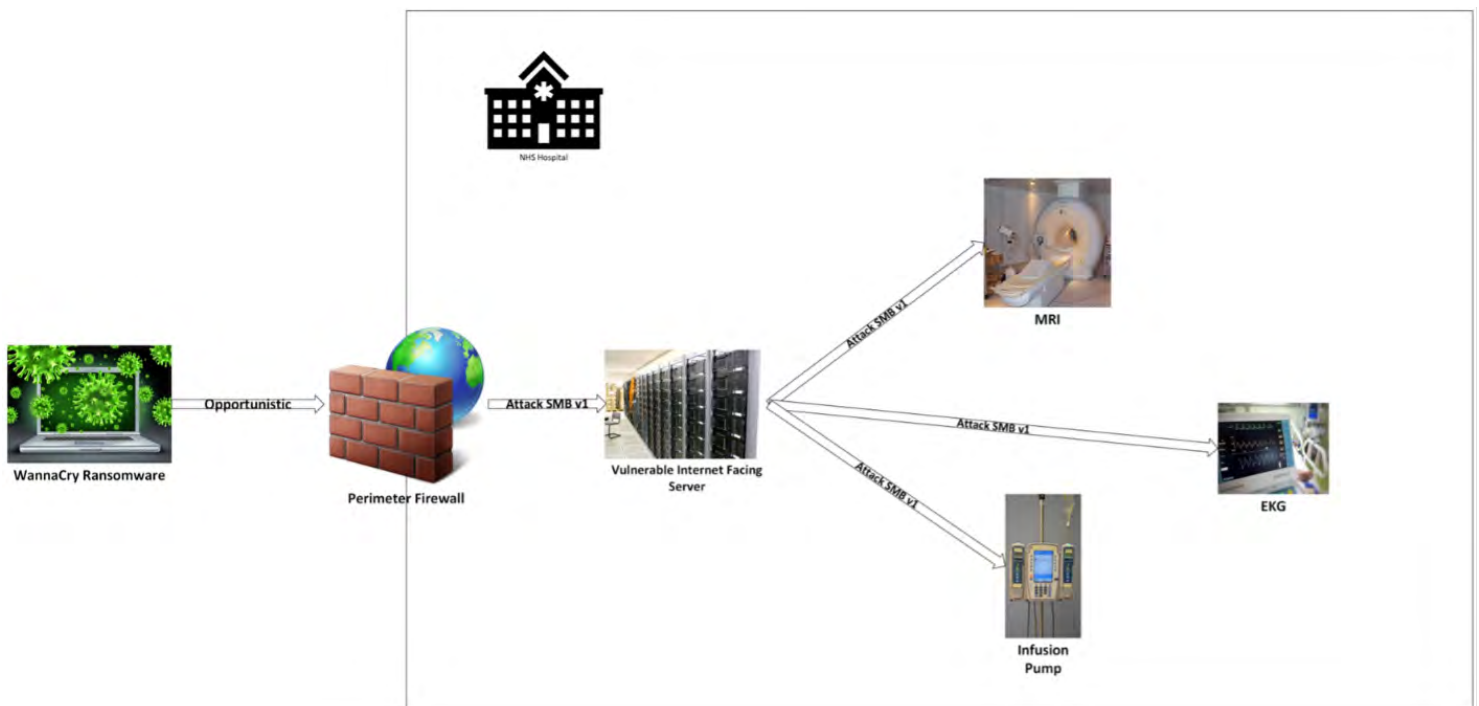 NHS Hospital
MRI
Attack SMB v1
WannaCry Ransomware
Opportunistic
Perimeter Firewall
Attack SMB v1
Vulnerable Internet Facing
Server
Attack SMB v1
EKG
Attack SMB v1
Infusion
Pump